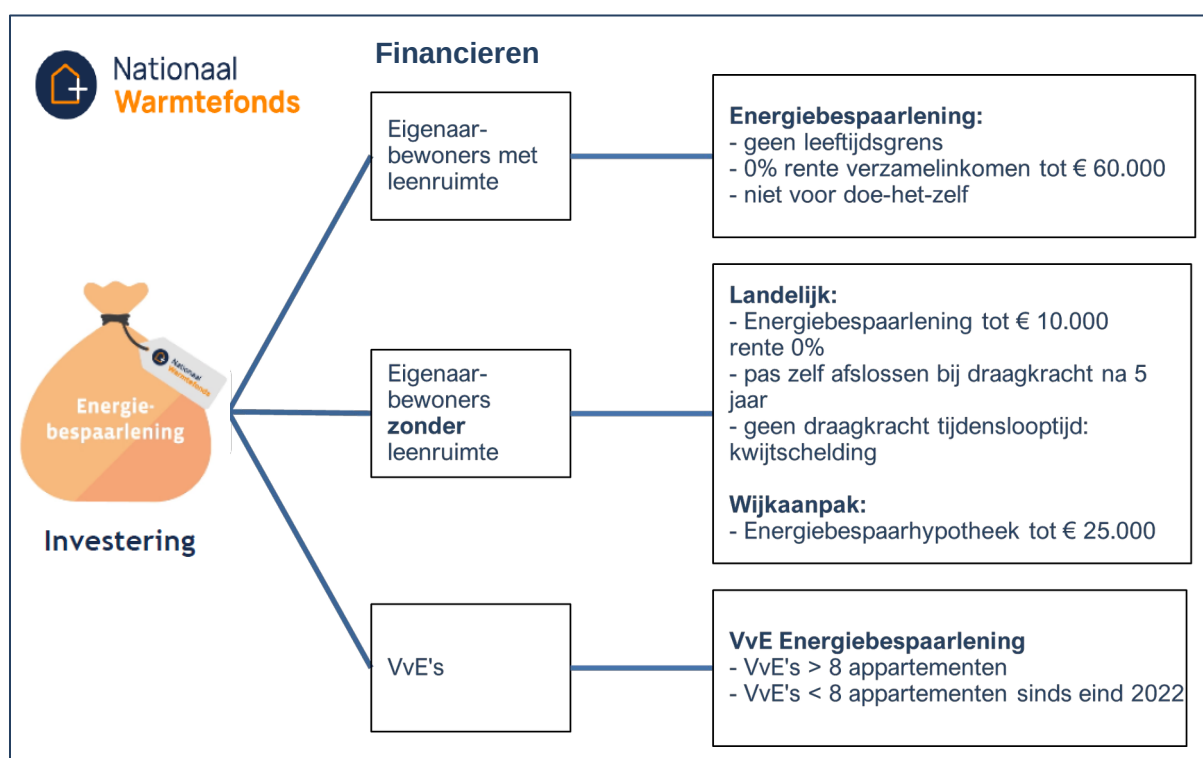 Nationaal
Warmtefonds
Financieren
Eigenaar-
bewoners met
leenruimte
Energiebespaarlening:
- geen leeftijdsgrens
- 0% rente verzamelinkomen tot € 60.000
- niet voor doe-het-zelf
Nationaal
Warmtefonds
Energie-
bespaarlening
Investering
Eigenaar-
bewoners
zonder
leenruimte
Landelijk:
- Energiebespaarlening tot € 10.000
rente 0%
- pas zelf afslossen bij draagkracht na 5
jaar
- geen draagkracht tijdenslooptijd:
kwijtschelding
Wijkaanpak:
- Energiebespaarhypotheek tot € 25.000
VvE's
VvE Energiebespaarlening
- VvE's > 8 appartementen
- VvE's < 8 appartementen sinds eind 2022